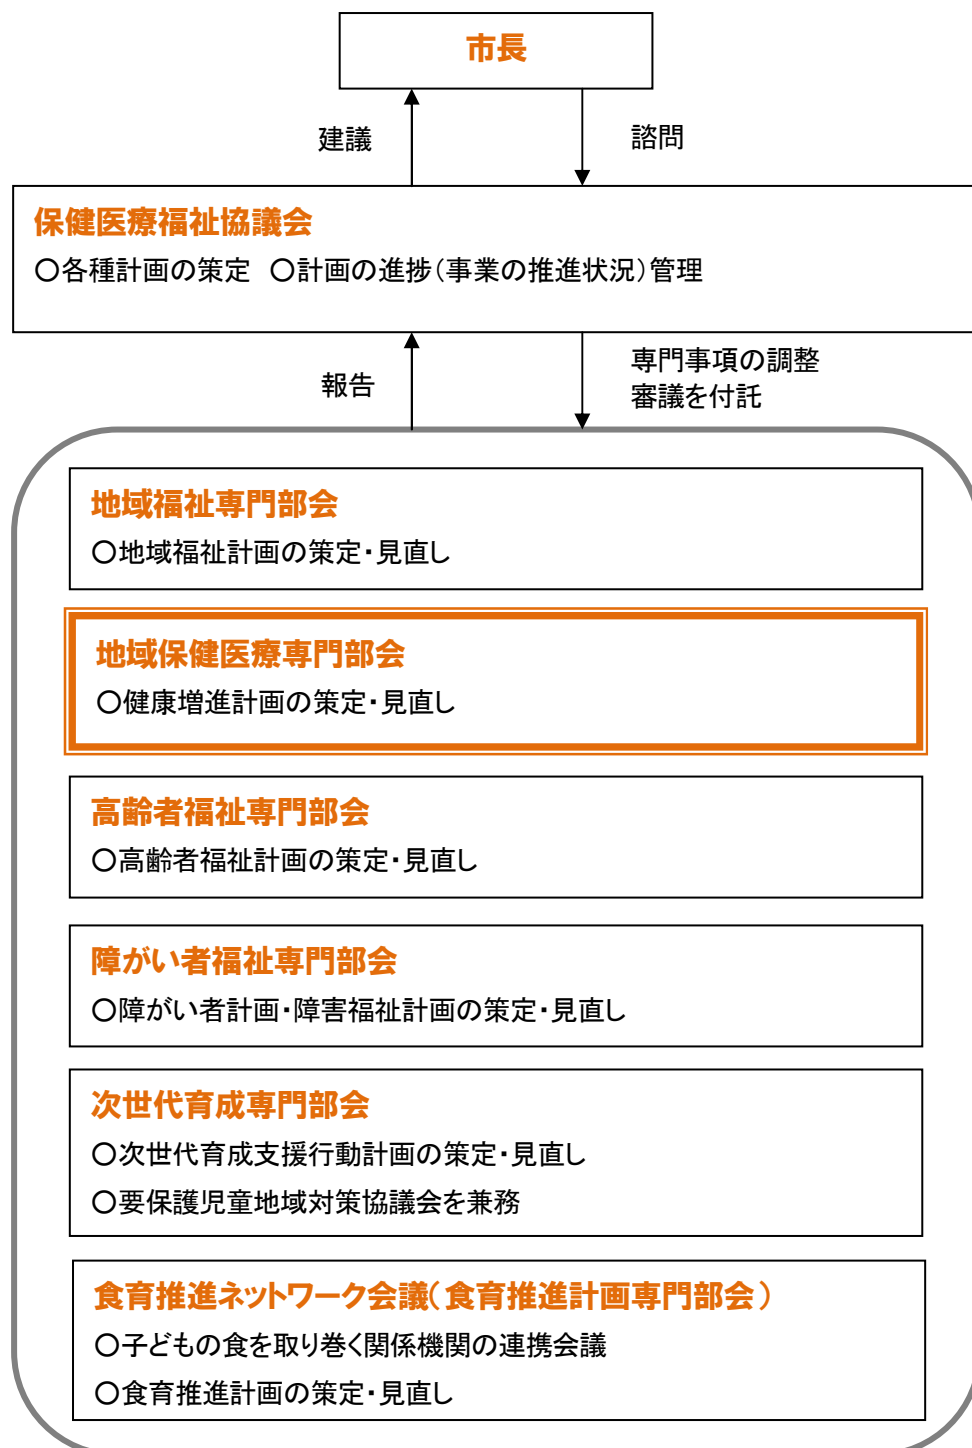 市長
建議
諮問
保健医療福祉協議会
○各種計画の策定 ○計画の進捗(事業の推進状況)管理
報告
専門事項の調整
審議を付託
地域福祉専門部会
○地域福祉計画の策定・見直し
地域保健医療専門部会
○健康増進計画の策定・見直し
高齢者福祉専門部会
○高齢者福祉計画の策定・見直し
障がい者福祉専門部会
○障がい者計画・障害福祉計画の策定・見直し
次世代育成専門部会
○次世代育成支援行動計画の策定・見直し
○要保護児童地域対策協議会を兼務
食育推進ネットワーク会議(食育推進計画専門部会)
○子どもの食を取り巻く関係機関の連携会議
○食育推進計画の策定・見直し